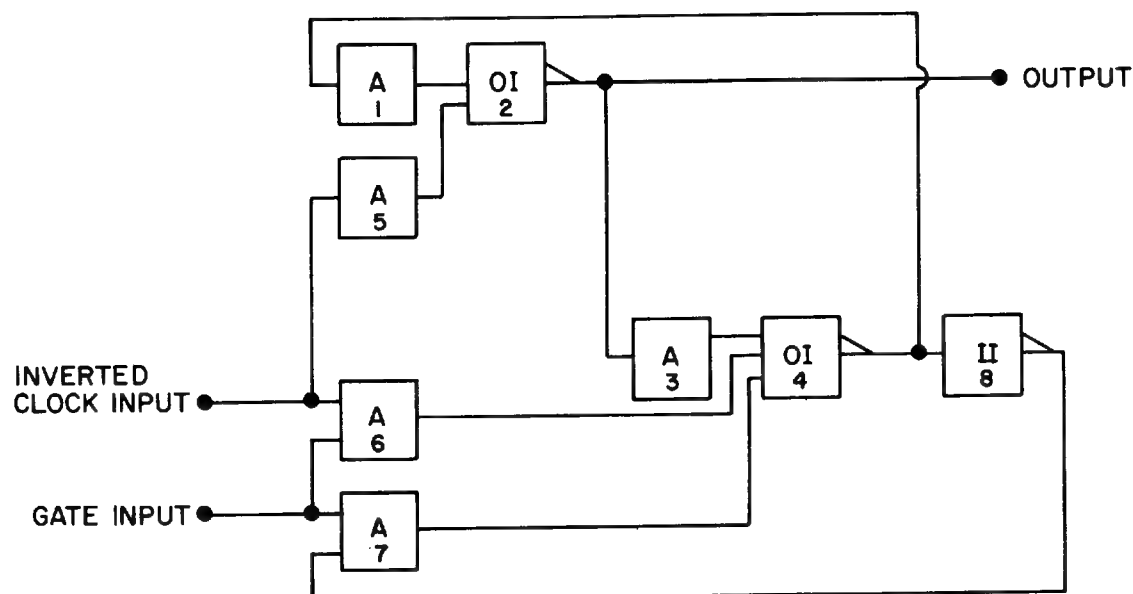 A
1
OI
2
OUTPUT
A
5
A
3
OI
4
II
8
INVERTED
CLOCK INPUT
A
6
GATE INPUT
A
7